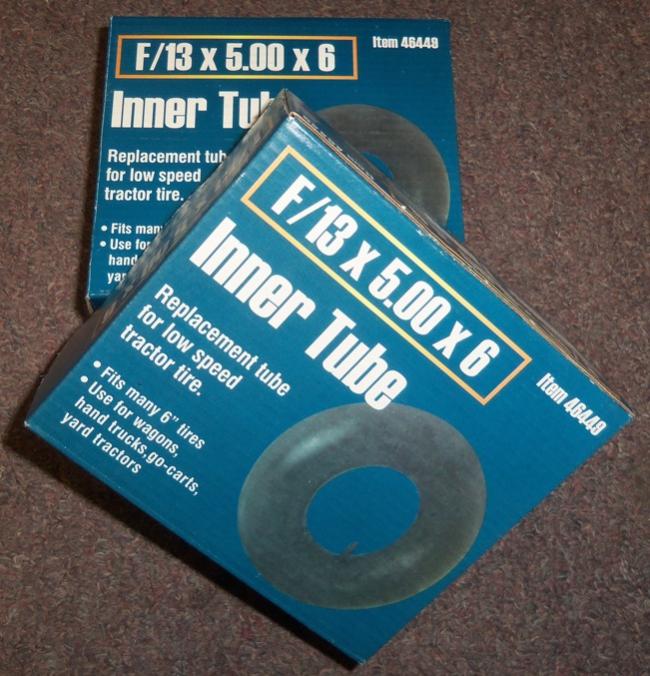 F/13 x 5.00 x 6
Item 46449
Inner Tub
Replacement tub
for low speed
tractor tire.
• Fits many
• Use for
hand
yar
F/13 x 5.00 x 6
Inner Tube
Item 46449
Replacement tube
for low speed
tractor tire.
• Fits many 6" tires
• Use for wagons,
hand trucks,go-carts,
yard tractors